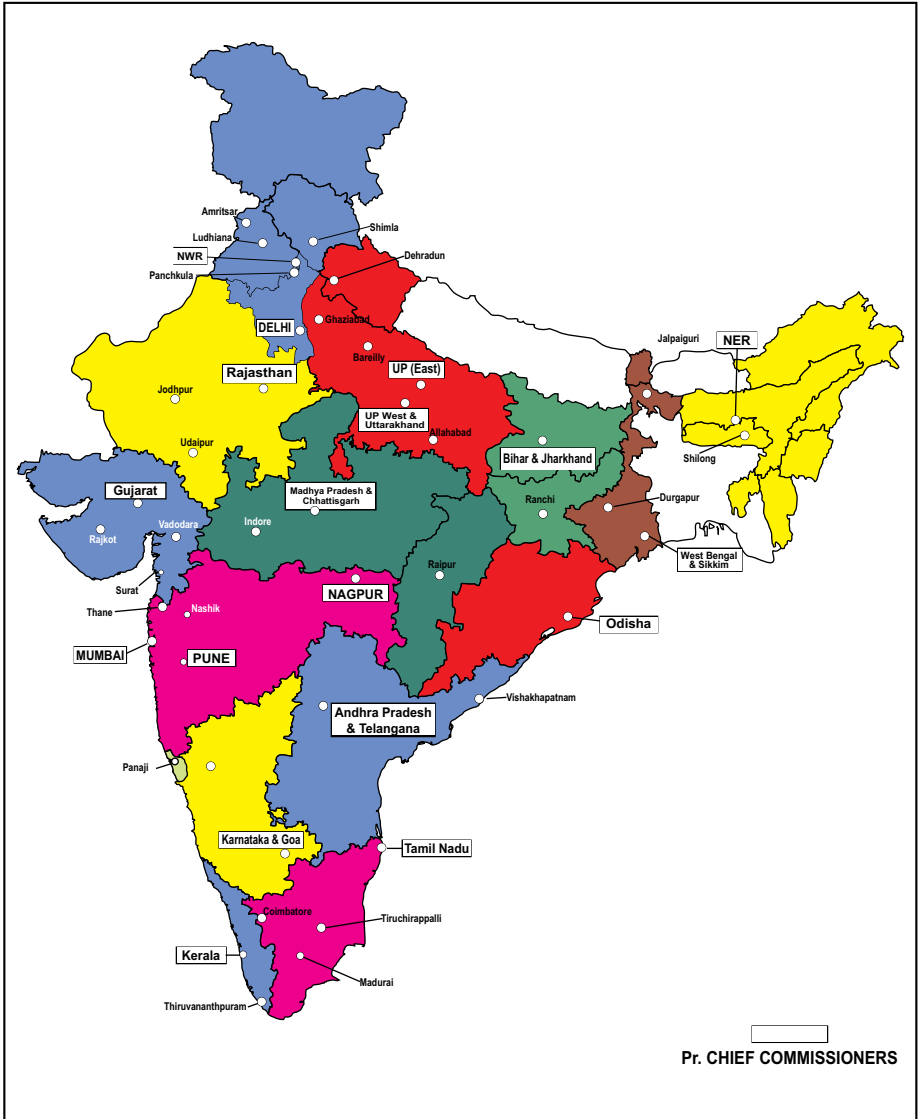 Amritsar
Shimla
Ludhiana
NWR
Dehradun
Panchkula
Ghaziabad
DELHI
Jalpaiguri
NER
Bareilly
UP (East)
Rajasthan
Jodhpur
UP West &
Uttarakhand
Allahabad
Udaipur
Shilong
Bihar & Jharkhand
Gujarat
Madhya Pradesh &
Chhattisgarh
Ranchi
Durgapur
Vadodara
Indore
Rajkot
West Bengal
& Sikkim
Raipur
Surat
NAGPUR
Thane
Nashik
Odisha
MUMBAI
PUNE
Vishakhapatnam
Andhra Pradesh
& Telangana
Panaji
Karnataka & Goa
Tamil Nadu
Coimbatore
Tiruchirappalli
Kerala
Madurai
Thiruvananthpuram
Pr. CHIEF COMMISSIONERS